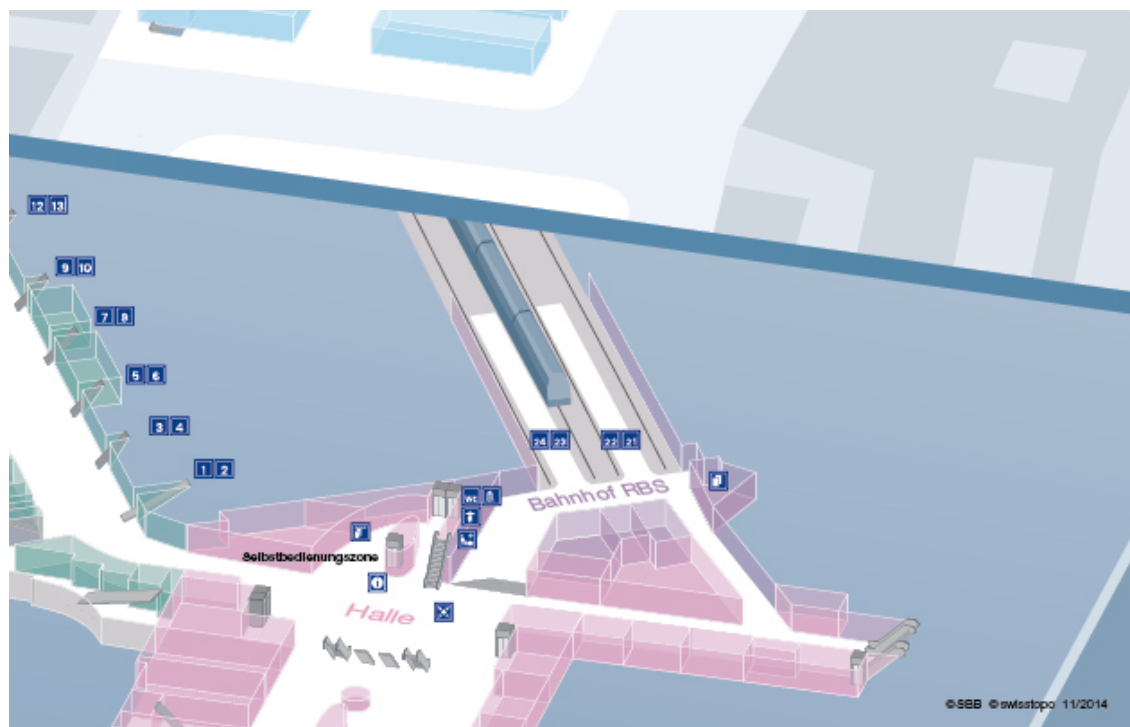 12 13
9 10
7 8
5 6
3 4
1 2
24 23
22 21
Bahnhof RBS
WC
Selbstbedienungszone
Halle
©SBB ©swisstopo 11/2014